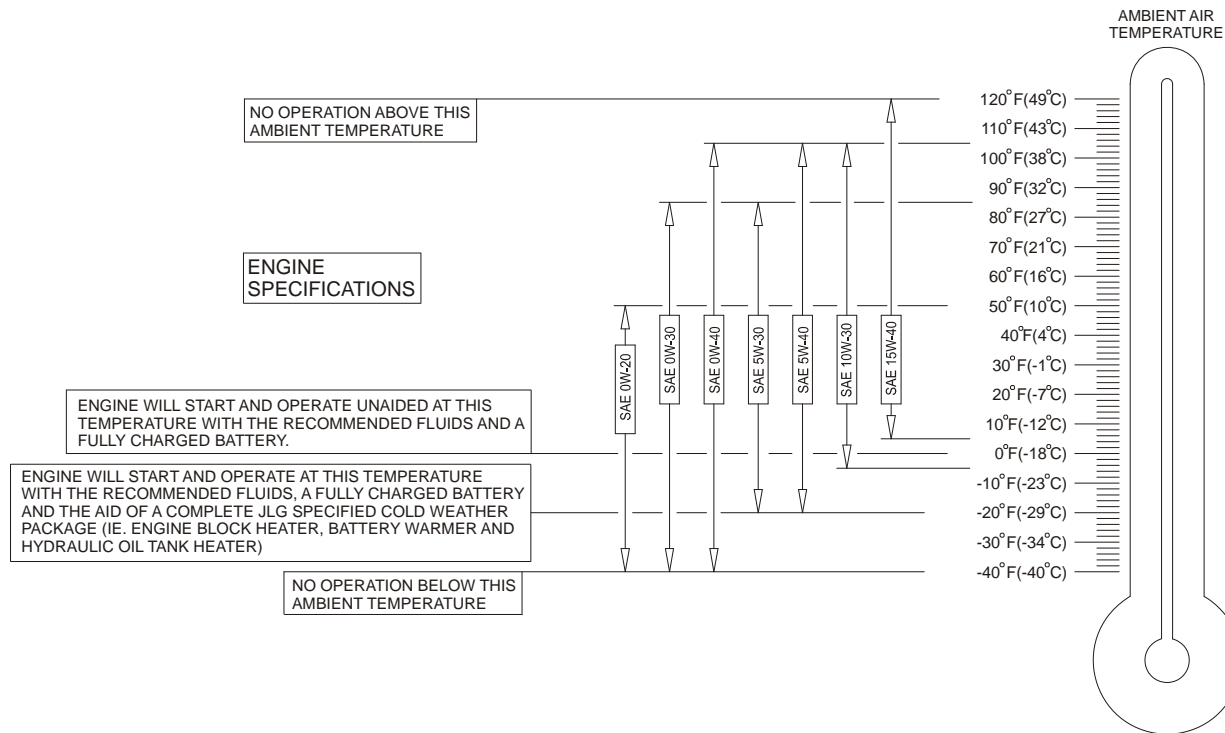 AMBIENT AIR
TEMPERATURE
NO OPERATION ABOVE THIS
AMBIENT TEMPERATURE
120°F(49°C)
110°F(43°C)
100°F(38°C)
90°F(32°C)
80°F(27°C)
70°F(21°C)
60°F(16°C)
50°F(10°C)
40°F(4°C)
30°F(-1°C)
20°F(-7°C)
10°F(-12°C)
0°F(-18°C)
-10°F(-23°C)
-20°F(-29°C)
-30°F(-34°C)
-40°F(-40°C)
ENGINE
SPECIFICATIONS
SAE 0W-20
SAE 0W-30
SAE 0W-40
SAE 5W-30
SAE 5W-40
SAE 10W-30
SAE 15W-40
ENGINE WILL START AND OPERATE UNAIDED AT THIS
TEMPERATURE WITH THE RECOMMENDED FLUIDS AND A
FULLY CHARGED BATTERY.
ENGINE WILL START AND OPERATE AT THIS TEMPERATURE
WITH THE RECOMMENDED FLUIDS, A FULLY CHARGED BATTERY
AND THE AID OF A COMPLETE JLG SPECIFIED COLD WEATHER
PACKAGE (IE. ENGINE BLOCK HEATER, BATTERY WARMER AND
HYDRAULIC OIL TANK HEATER)
NO OPERATION BELOW THIS
AMBIENT TEMPERATURE